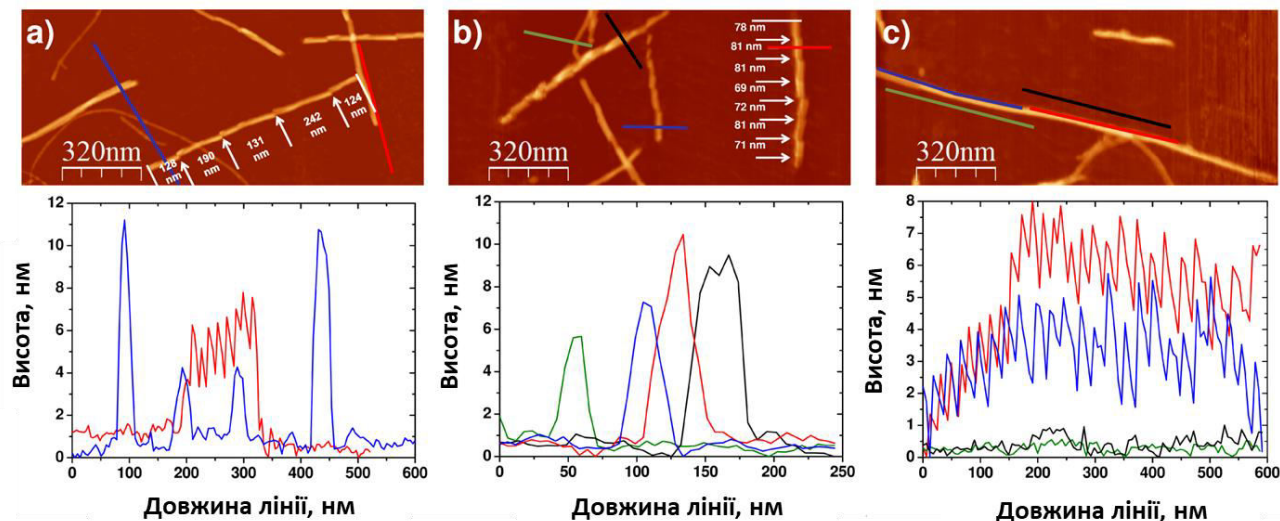 a)
128 nm
190 nm
131 nm
242 nm
124 nm
320nm
b)
78 nm
81 nm
81 nm
69 nm
72 nm
81 nm
71 nm
320nm
c)
320nm
Висота, нм
12
10
8
6
4
2
0
0 100 200 300 400 500 600
Довжина лінії, нм
Висота, нм
12
10
8
6
4
2
0
0 50 100 150 200 250
Довжина лінії, нм
Висота, нм
8
7
6
5
4
3
2
1
0
0 100 200 300 400 500 600
Довжина лінії, нм